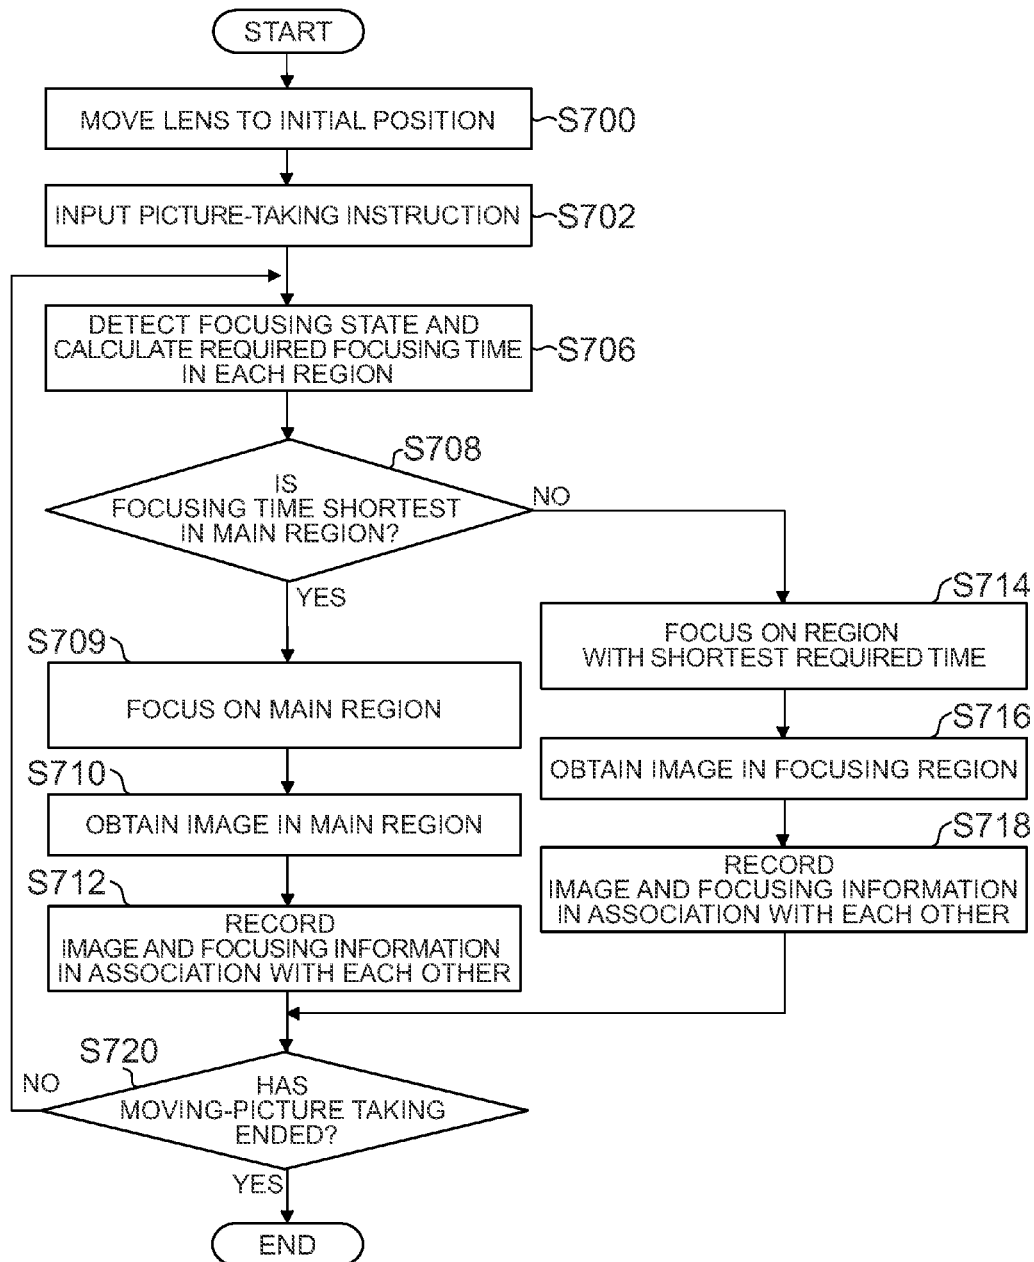 START
MOVE LENS TO INITIAL POSITION
S700
INPUT PICTURE-TAKING INSTRUCTION
S702
DETECT FOCUSING STATE AND
CALCULATE REQUIRED FOCUSING TIME
IN EACH REGION
S706
S708
IS
FOCUSING TIME SHORTEST
IN MAIN REGION?
NO
YES
S709
FOCUS ON MAIN REGION
S710
OBTAIN IMAGE IN MAIN REGION
S712
RECORD
IMAGE AND FOCUSING INFORMATION
IN ASSOCIATION WITH EACH OTHER
S714
FOCUS ON REGION
WITH SHORTEST REQUIRED TIME
S716
OBTAIN IMAGE IN FOCUSING REGION
S718
RECORD
IMAGE AND FOCUSING INFORMATION
IN ASSOCIATION WITH EACH OTHER
S720
NO
HAS
MOVING-PICTURE TAKING
ENDED?
YES
END